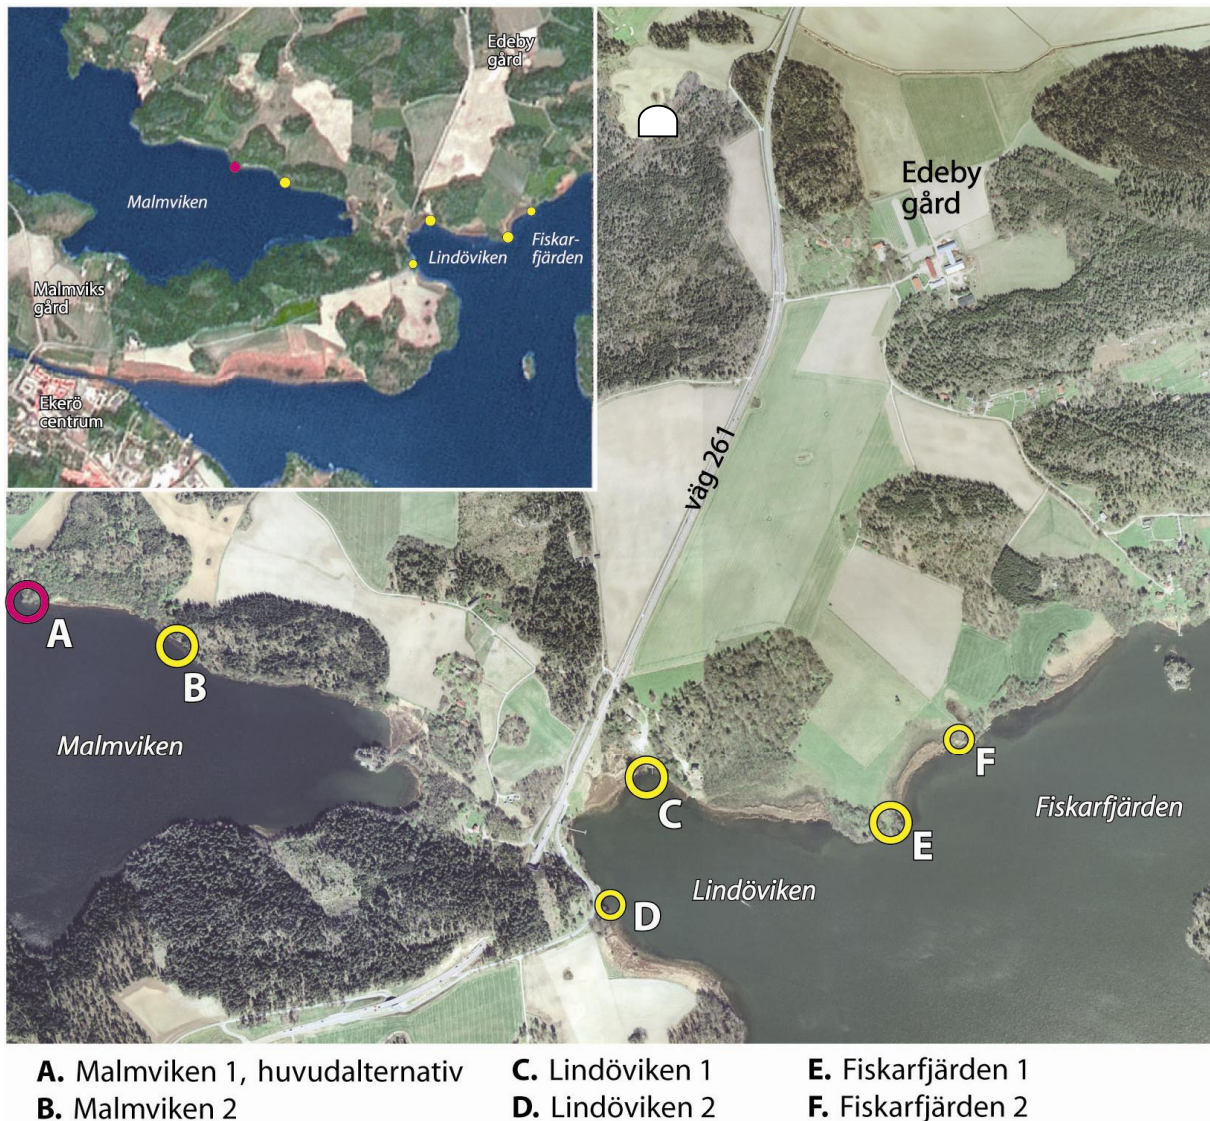 Edeby
gård
Malmviken
Lindöviken
Fiskar-
fjärden
Malmviks
gård
Ekerö
centrum
Edeby
gård
väg 261
A
B
Malmviken
C
F
Fiskarfjärden
E
Lindöviken
D
A. Malmviken 1, huvudalternativ
B. Malmviken 2
C. Lindöviken 1
D. Lindöviken 2
E. Fiskarfjärden 1
F. Fiskarfjärden 2